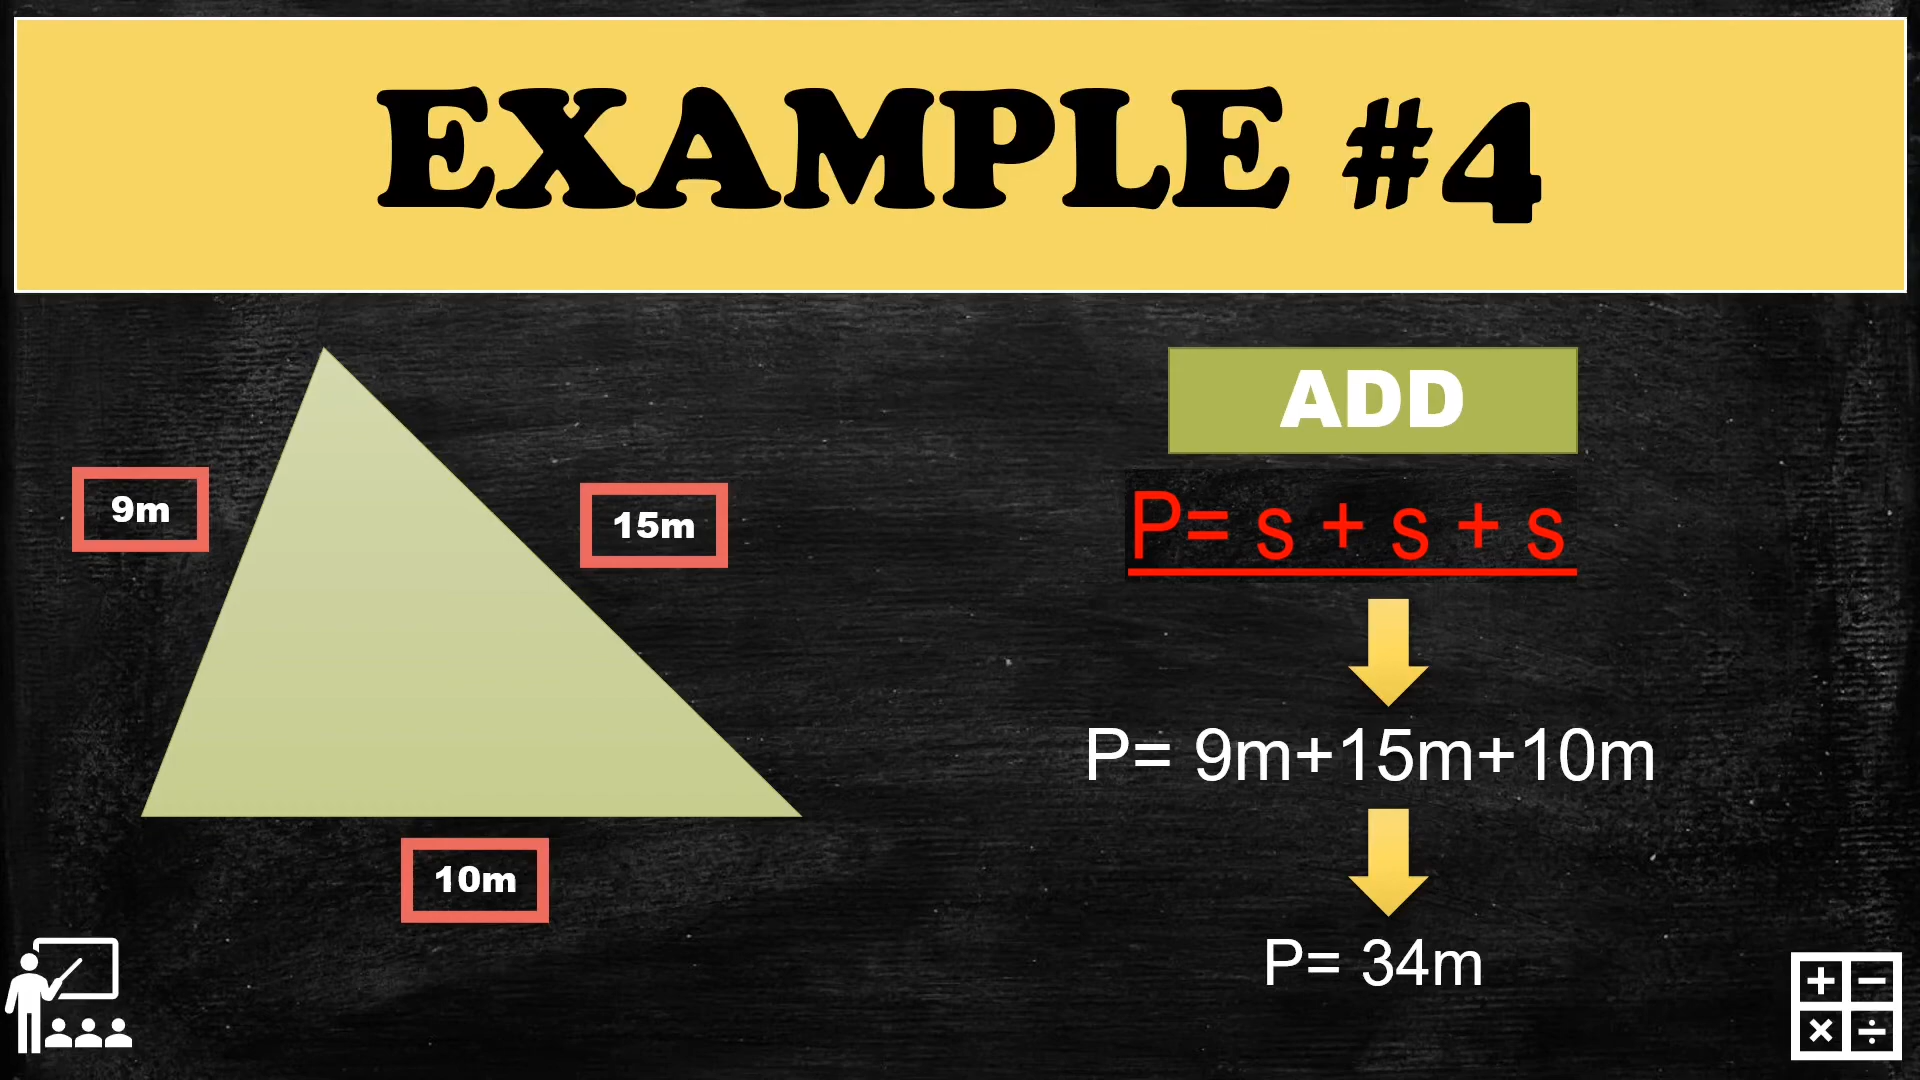 EXAMPLE #4
ADD
9m
15m
P= s + s + s
P= 9m+15m+10m
10m
P= 34m